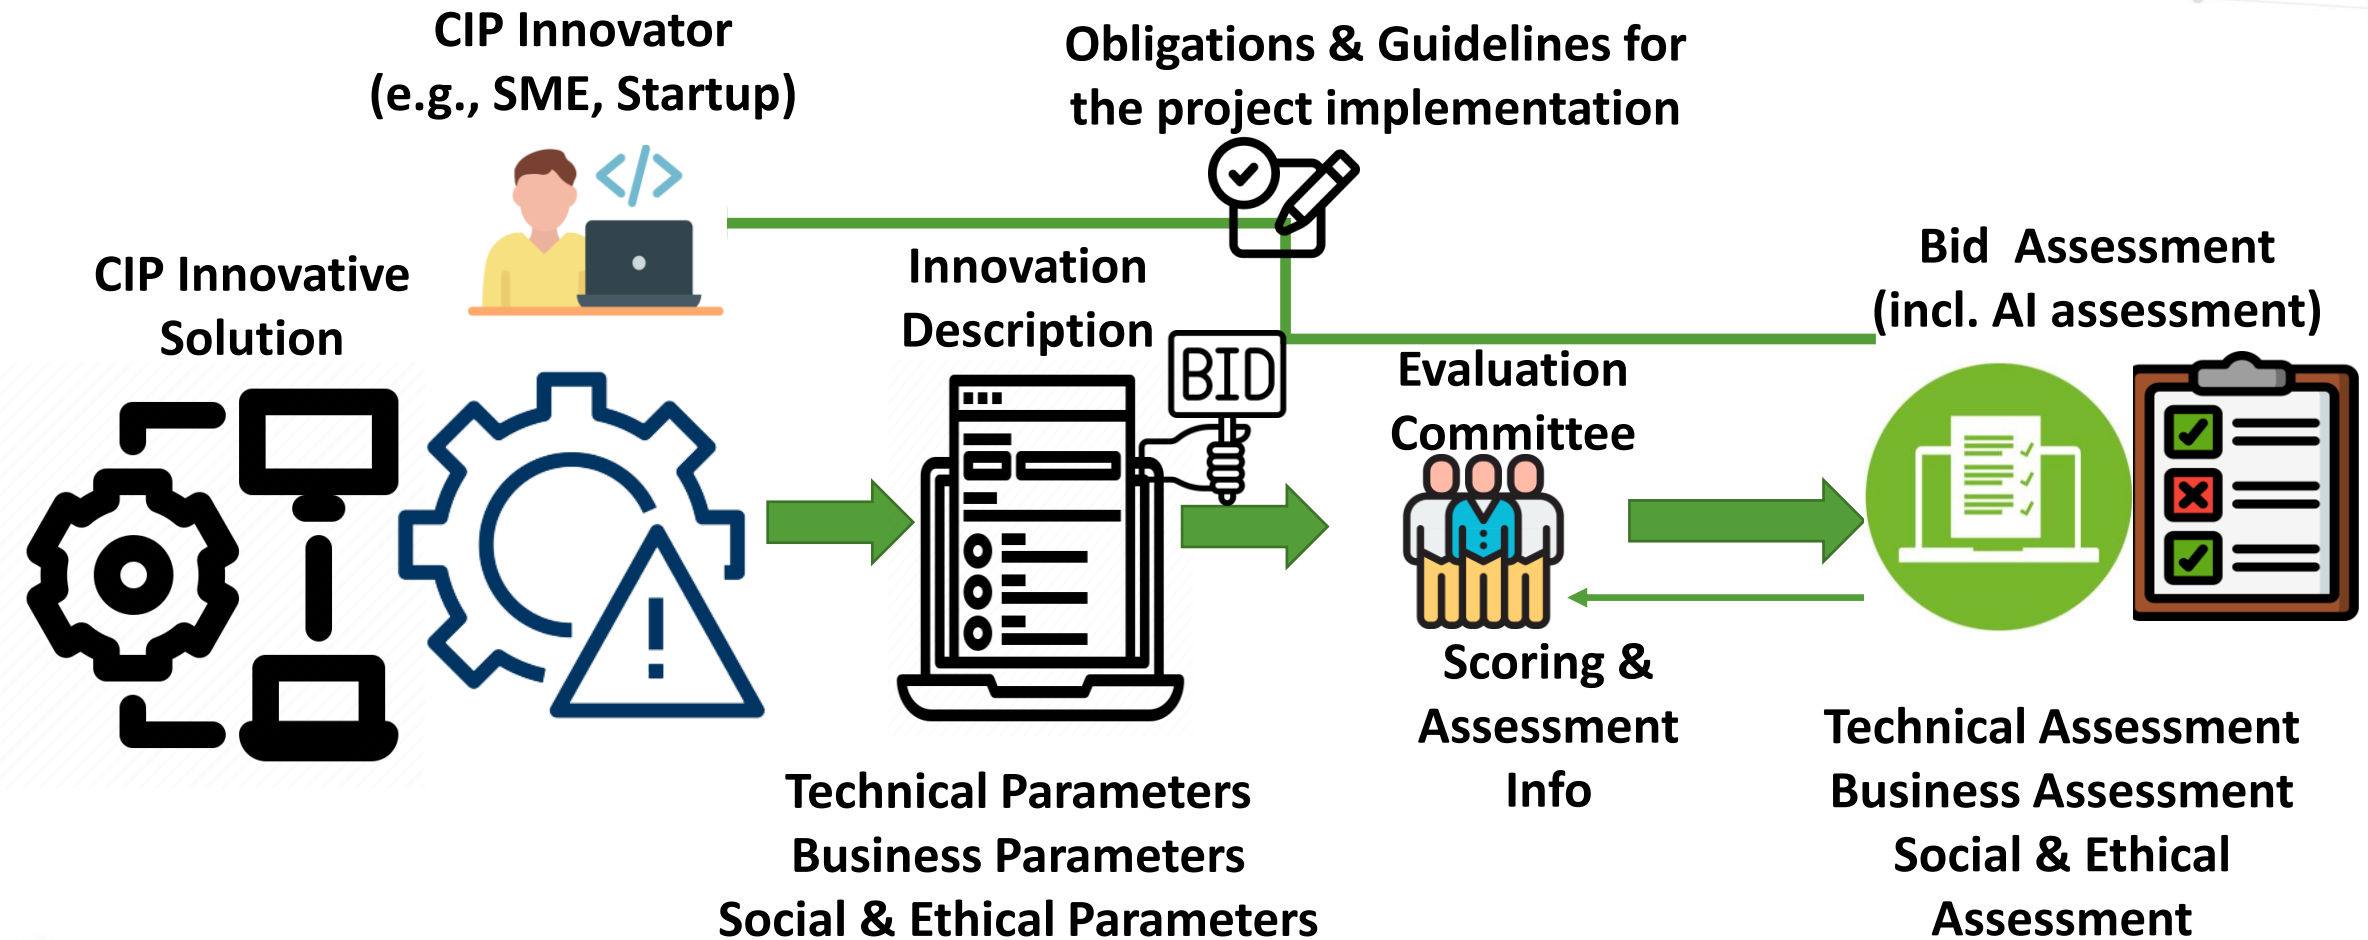 CIP Innovator
(e.g., SME, Startup)
Obligations & Guidelines for
the project implementation
CIP Innovative
Solution
Innovation
Description
BID
Evaluation
Committee
Bid  Assessment
(incl. AI assessment)
Scoring &
Assessment
Info
Technical Parameters
Business Parameters
Social & Ethical Parameters
Technical Assessment
Business Assessment
Social & Ethical
Assessment